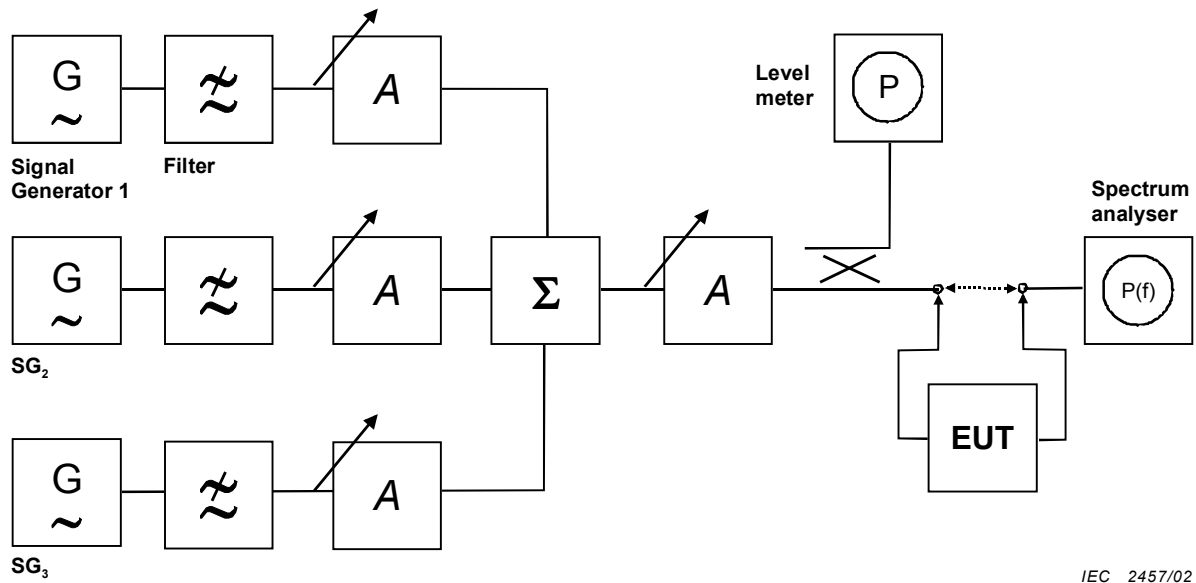 G
~
Signal
Generator 1
Filter
A
Level
meter
P
G
~
SG₂
A
Σ
A
Spectrum
analyser
P(f)
G
~
SG₃
A
EUT
IEC 2457/02